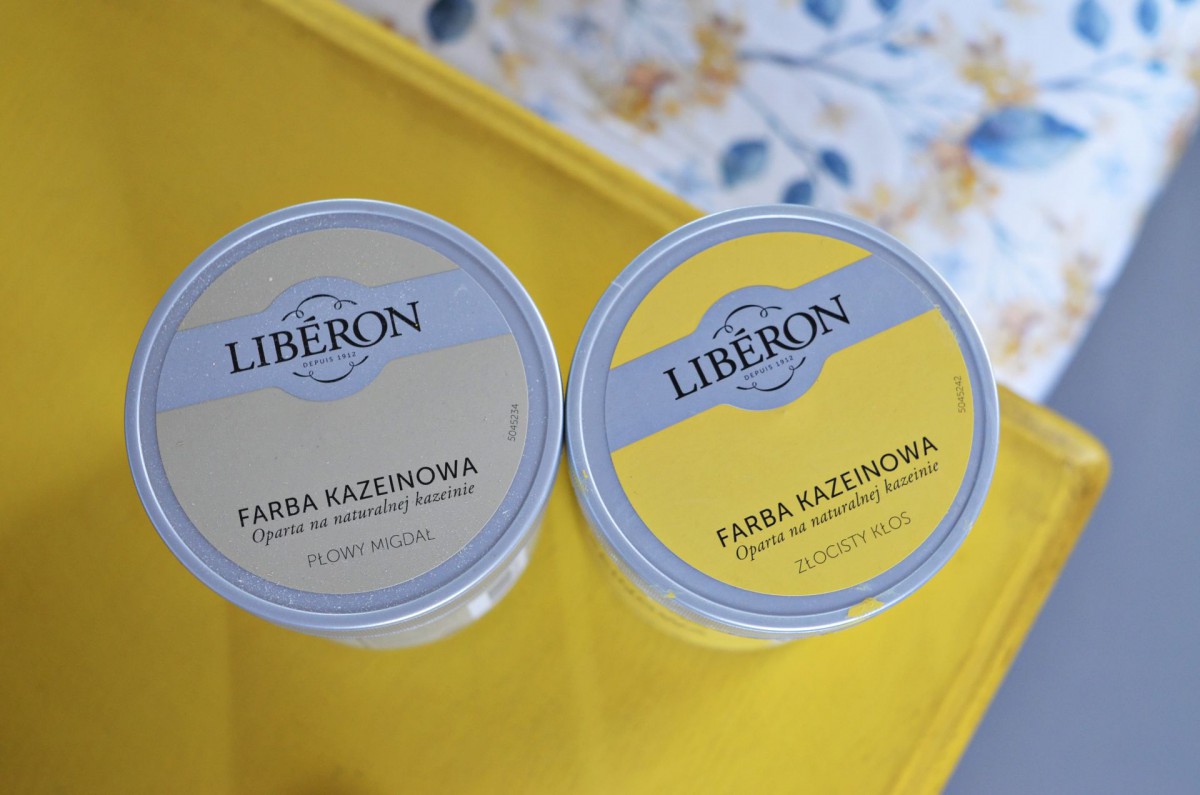 LIBÉRON
DEPUIS 1912
5045234
FARBA KAZEINOWA
Oparta na naturalnej kazeinie
PŁOWY MIGDAŁ
LIBÉRON
DEPUIS 1912
5045242
FARBA KAZEINOWA
Oparta na naturalnej kazeinie
ZŁOCISTY KŁOS